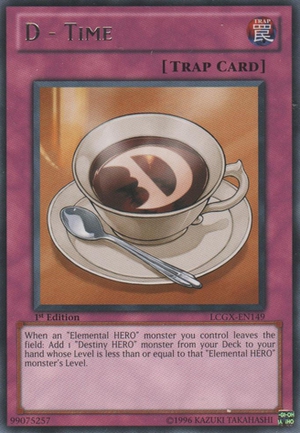 D - Time
TRAP
罠
[Trap Card]
D
1st Edition
LCGX-EN149
When an "Elemental HERO" monster you control leaves the
field: Add 1 "Destiny HERO" monster from your Deck to your
hand whose Level is less than or equal to that "Elemental HERO"
monster's Level.
99075257
©1996 KAZUKI TAKAHASHI